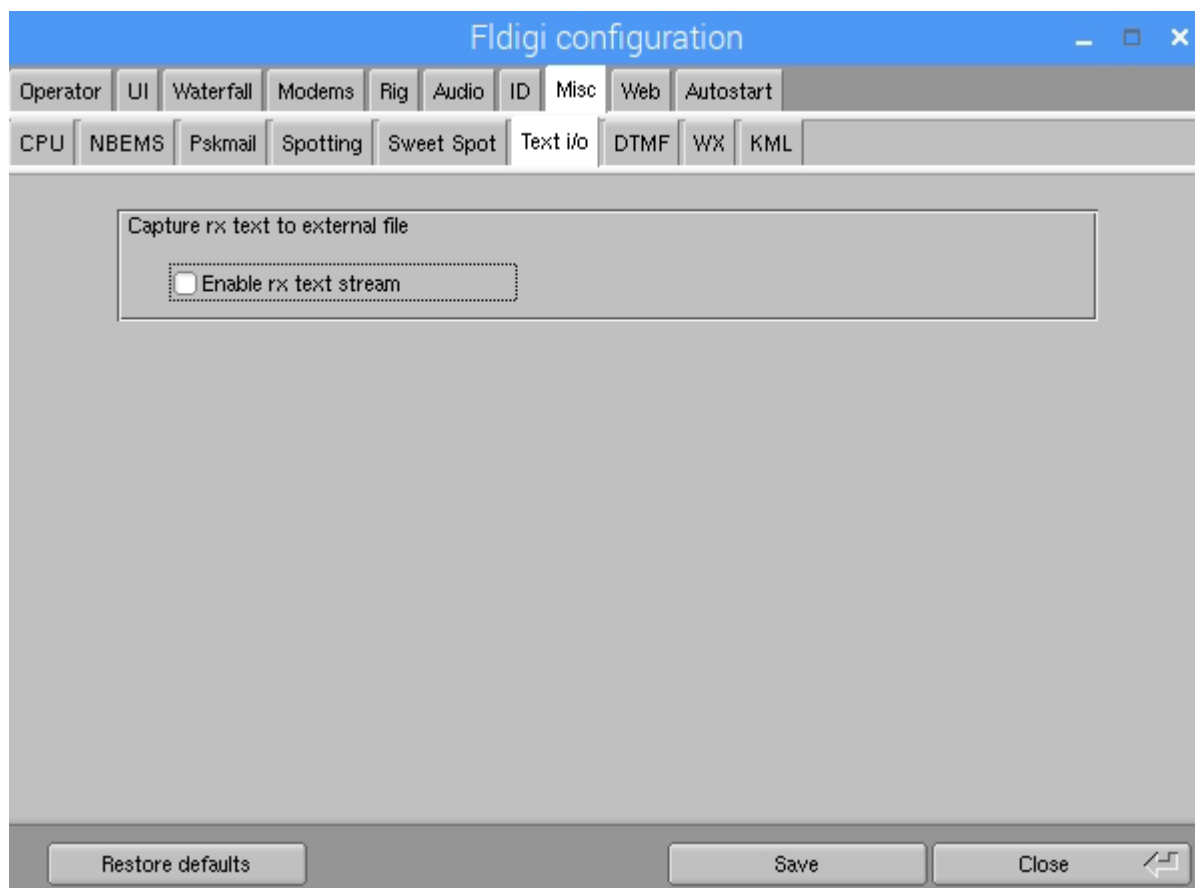 Fldigi configuration
Operator UI Waterfall Modems Rig Audio ID Misc Web Autostart
CPU NBEMS Pskmail Spotting Sweet Spot Text i/o DTMF WX KML
Capture rx text to external file
Enable rx text stream
Restore defaults Save Close